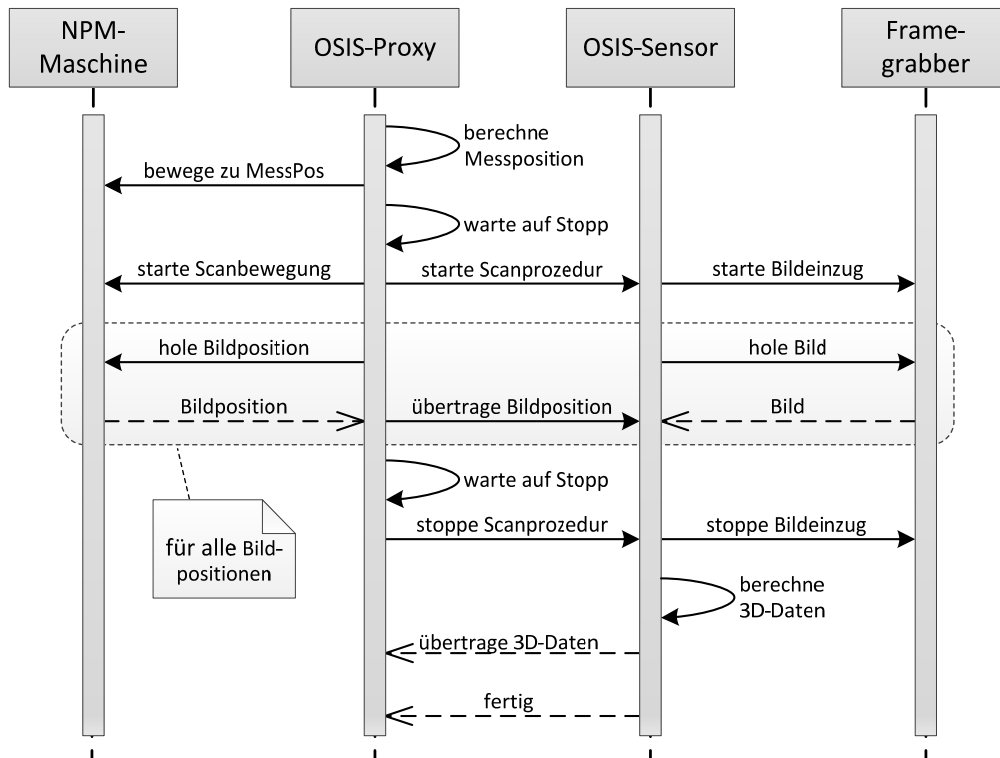 NPM-
Maschine
OSIS-Proxy
OSIS-Sensor
Frame-
grabber
berechne
Messposition
bewege zu MessPos
warte auf Stopp
starte Scanbewegung
starte Scanprozedur
starte Bildeinzug
hole Bildposition
hole Bild
Bildposition
übertrage Bildposition
Bild
warte auf Stopp
für alle Bild-
positionen
stoppe Scanprozedur
stoppe Bildeinzug
berechne
3D-Daten
übertrage 3D-Daten
fertig